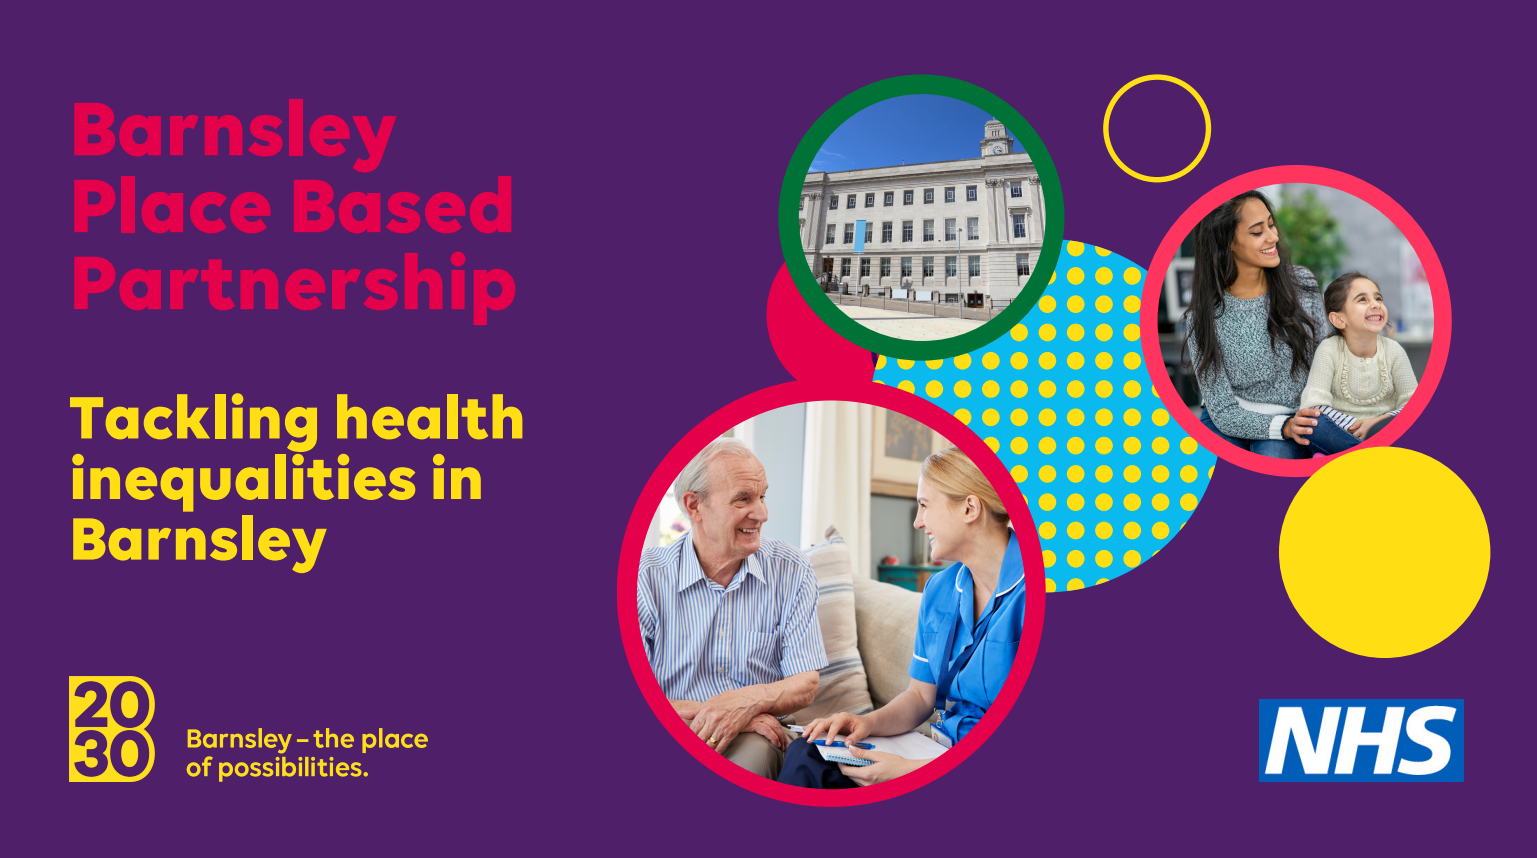 Barnsley
Place Based
Partnership
Tackling health
inequalities in
Barnsley
20
30
Barnsley – the place
of possibilities.
NHS